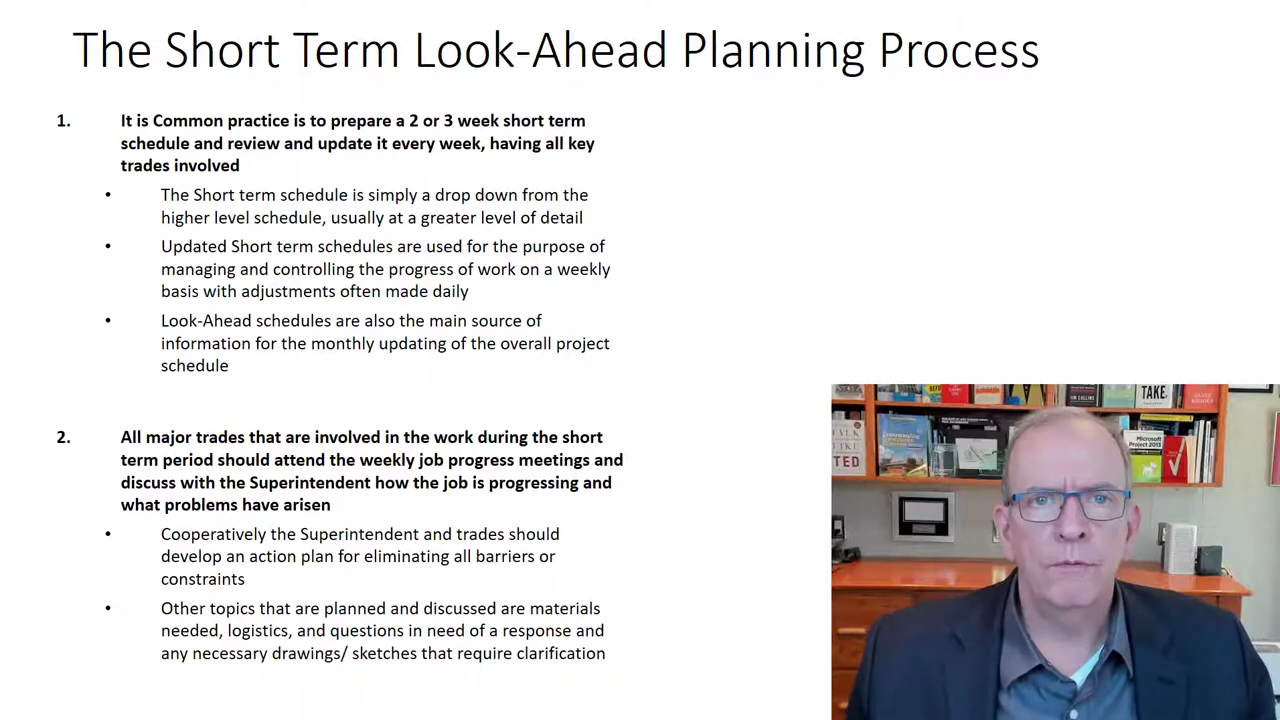 The Short Term Look-Ahead Planning Process
1. It is Common practice is to prepare a 2 or 3 week short term
schedule and review and update it every week, having all key
trades involved
• The Short term schedule is simply a drop down from the
higher level schedule, usually at a greater level of detail
• Updated Short term schedules are used for the purpose of
managing and controlling the progress of work on a weekly
basis with adjustments often made daily
• Look-Ahead schedules are also the main source of
information for the monthly updating of the overall project
schedule
2. All major trades that are involved in the work during the short
term period should attend the weekly job progress meetings and
discuss with the Superintendent how the job is progressing and
what problems have arisen
• Cooperatively the Superintendent and trades should
develop an action plan for eliminating all barriers or
constraints
• Other topics that are planned and discussed are materials
needed, logistics, and questions in need of a response and
any necessary drawings/ sketches that require clarification
TAKE.
JIM COLLINS
Microsoft
Project 2013
TED